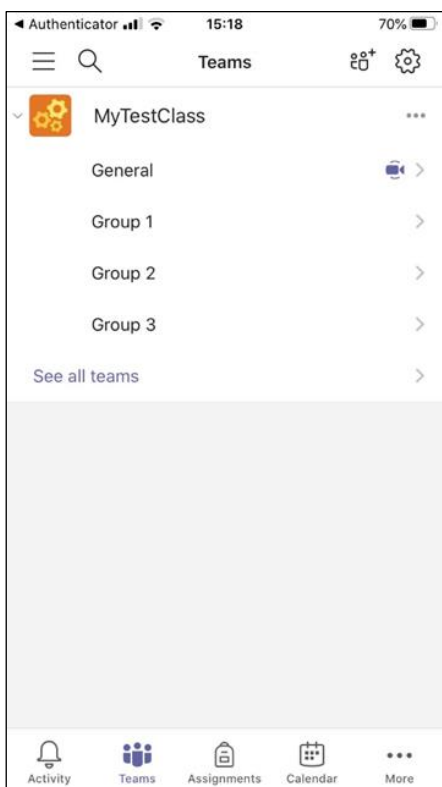 Authenticator 15:18 70%
Teams
MyTestClass
General
Group 1
Group 2
Group 3
See all teams
Activity Teams Assignments Calendar More